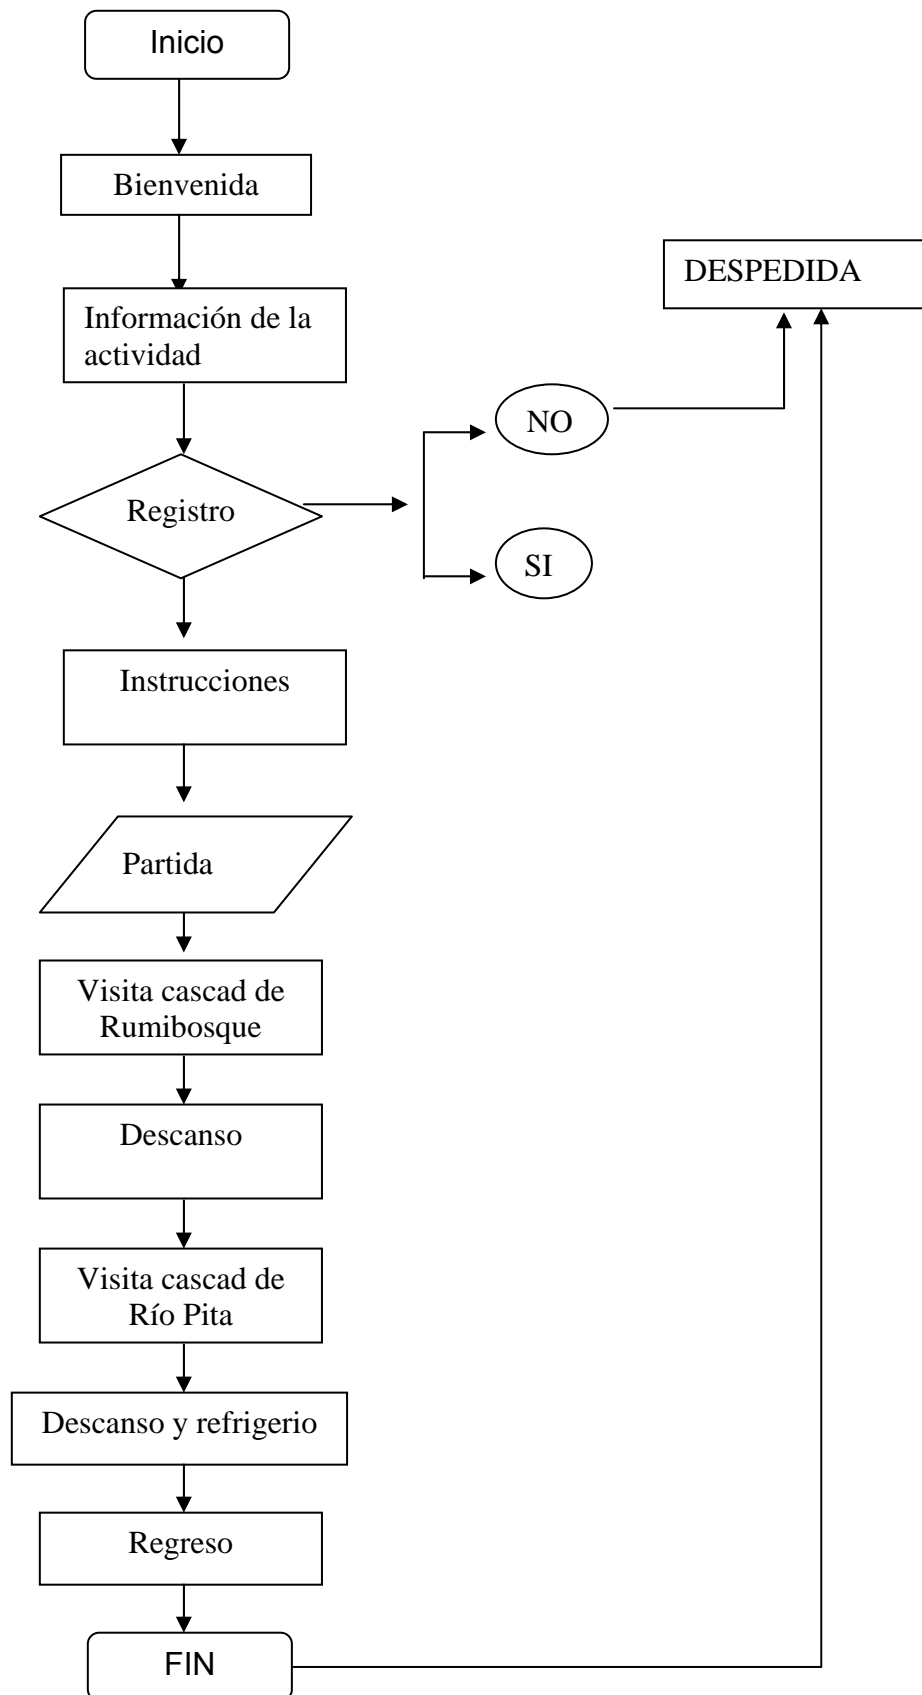 Inicio
Bienvenida
DESPEDIDA
Información de la
actividad
NO
Registro
SI
Instrucciones
Partida
Visita cascad de
Rumibosque
Descanso
Visita cascad de
Río Pita
Descanso y refrigerio
Regreso
FIN